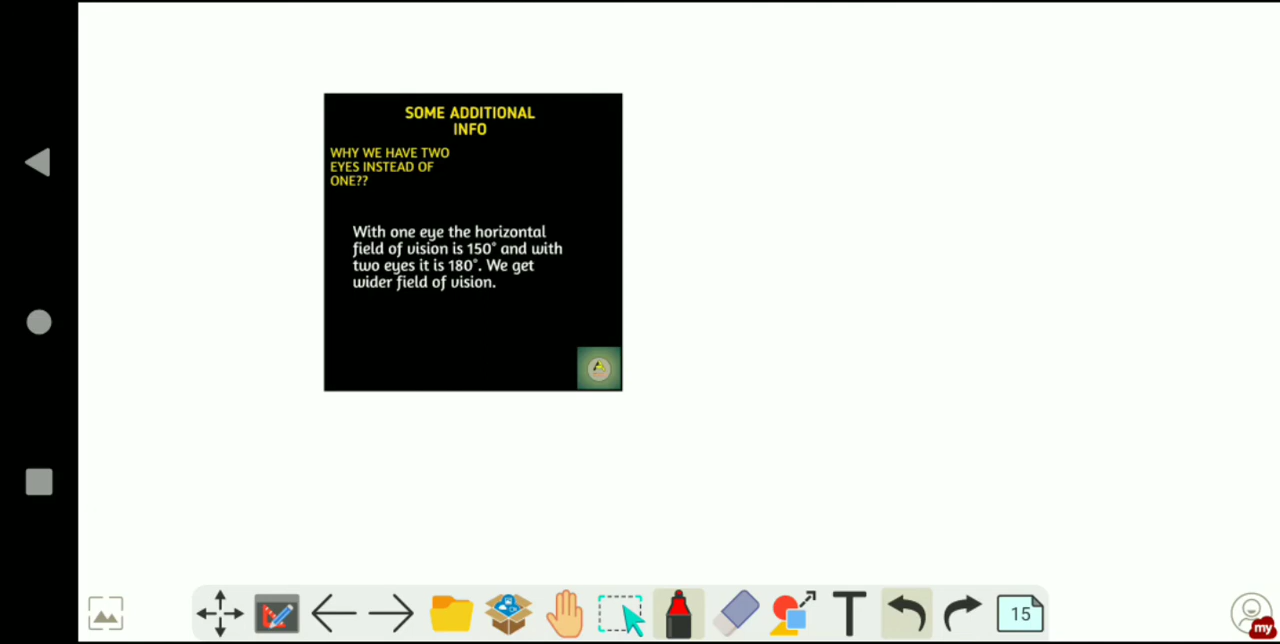 SOME ADDITIONAL
INFO
WHY WE HAVE TWO
EYES INSTEAD OF
ONE??
With one eye the horizontal
field of vision is 150° and with
two eyes it is 180°. We get
wider field of vision.
T
15
my